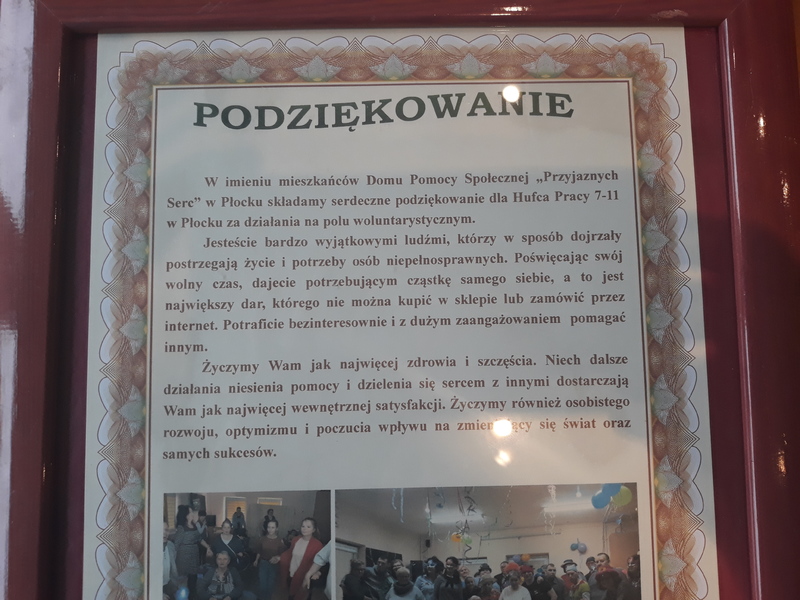 PODZIĘKOWANIE
W imieniu mieszkańców Domu Pomocy Społecznej „Przyjaznych
Serc” w Płocku składamy serdeczne podziękowanie dla Hufca Pracy 7-11
w Płocku za działania na polu woluntarystycznym.
Jesteście bardzo wyjątkowymi ludźmi, którzy w sposób dojrzały
postrzegają życie i potrzeby osób niepełnosprawnych. Poświęcając swój
wolny czas, dajecie potrzebującym cząstkę samego siebie, a to jest
największy dar, którego nie można kupić w sklepie lub zamówić przez
internet. Potraficie bezinteresownie i z dużym zaangażowaniem pomagać
innym.
Życzymy Wam jak najwięcej zdrowia i szczęścia. Niech dalsze
działania niesienia pomocy i dzielenia się sercem z innymi dostarczają
Wam jak najwięcej wewnętrznej satysfakcji. Życzymy również osobistego
rozwoju, optymizmu i poczucia wpływu na zmieniający się świat oraz
samych sukcesów.